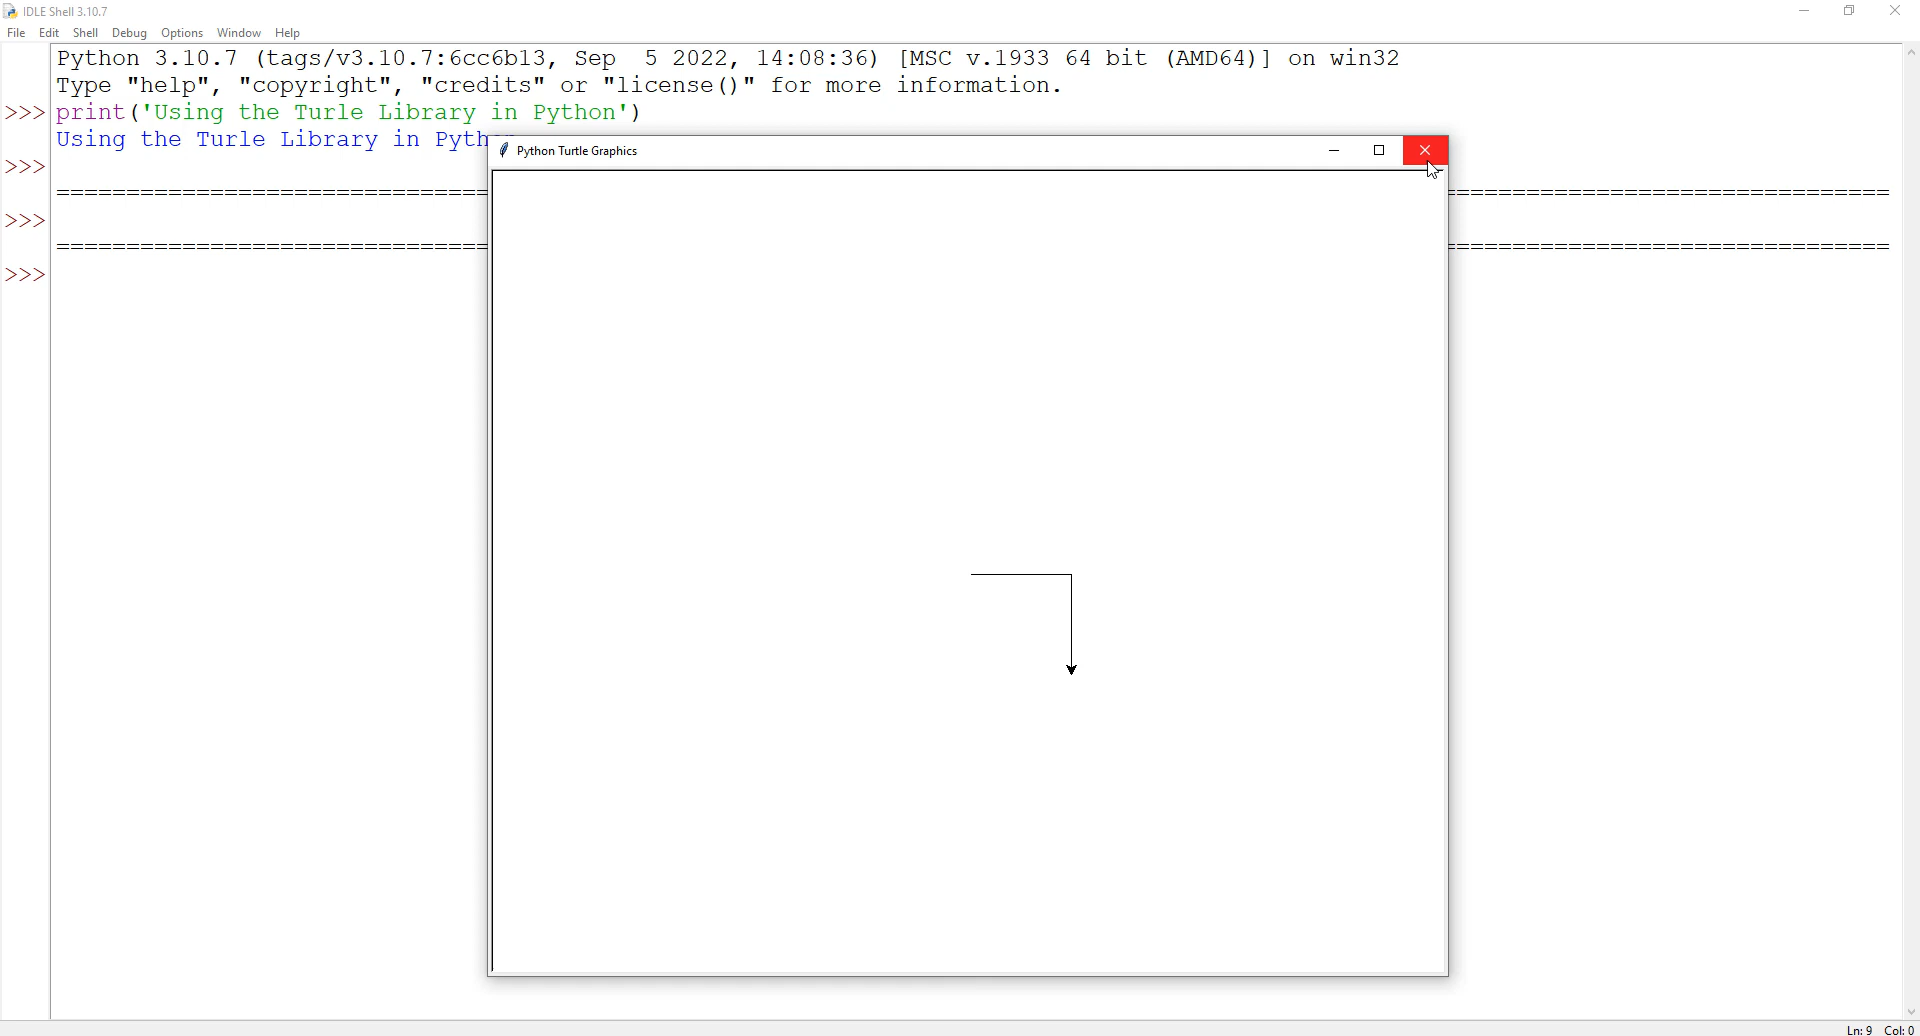 IDLE Shell 3.10.7
File Edit Shell Debug Options Window Help
Python 3.10.7 (tags/v3.10.7:6cc6b13, Sep  5 2022, 14:08:36) [MSC v.1933 64 bit (AMD64)] on win32
Type "help", "copyright", "credits" or "license()" for more information.
>>> print('Using the Turle Library in Python')
Using the Turle Library in Python
Python Turtle Graphics
>>>
==============================================================
>>>
==============================================================
>>>
Ln: 9 Col: 0